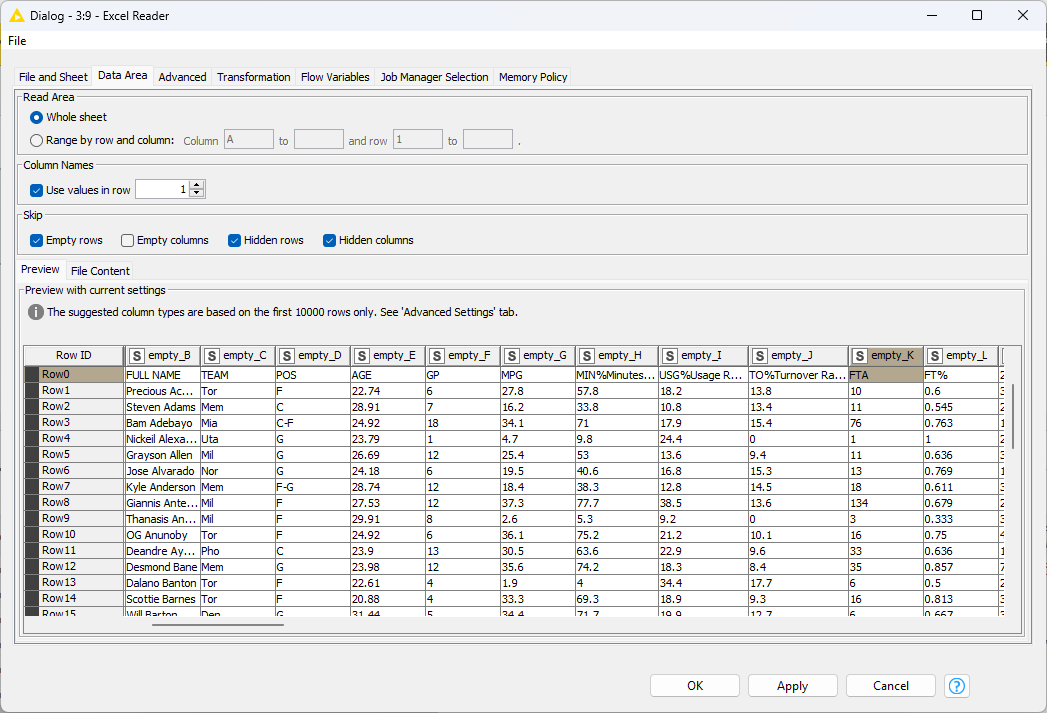 Dialog - 3:9 - Excel Reader
File
File and Sheet Data Area Advanced Transformation Flow Variables Job Manager Selection Memory Policy
Read Area
Whole sheet
Range by row and column: Column A to and row 1 to .
Column Names
Use values in row 1
Skip
Empty rows Empty columns Hidden rows Hidden columns
Preview File Content
Preview with current settings
i The suggested column types are based on the first 10000 rows only. See 'Advanced Settings' tab.
Row ID S empty_B S empty_C S empty_D S empty_E S empty_F S empty_G S empty_H S empty_I S empty_J S empty_K S empty_L
Row0 FULL NAME TEAM POS AGE GP MPG MIN%Minutes... USG%Usage R... TO%Turnover Ra... FTA FT% 2
Row1 Precious Ac... Tor F 22.74 6 27.8 57.8 18.2 13.8 10 0.6 3
Row2 Steven Adams Mem C 28.91 7 16.2 33.8 10.8 13.4 11 0.545 2
Row3 Bam Adebayo Mia C-F 24.92 18 34.1 71 17.9 15.4 76 0.763 1
Row4 Nickeil Alexa... Uta G 23.79 1 4.7 9.8 24.4 0 1 1 2
Row5 Grayson Allen Mil G 26.69 12 25.4 53 13.6 9.4 11 0.636 3
Row6 Jose Alvarado Nor G 24.18 6 19.5 40.6 16.8 15.3 13 0.769 1
Row7 Kyle Anderson Mem F-G 28.74 12 18.4 38.3 12.8 14.5 18 0.611 3
Row8 Giannis Ante... Mil F 27.53 12 37.3 77.7 38.5 13.6 134 0.679 2
Row9 Thanasis An... Mil F 29.91 8 2.6 5.3 9.2 0 3 0.333 3
Row10 OG Anunoby Tor F 24.92 6 36.1 75.2 21.2 10.1 16 0.75 4
Row11 Deandre Ay... Pho C 23.9 13 30.5 63.6 22.9 9.6 33 0.636 1
Row12 Desmond Bane Mem G 23.98 12 35.6 74.2 18.3 8.4 35 0.857 7
Row13 Dalano Banton Tor F 22.61 4 1.9 4 34.4 17.7 6 0.5 2
Row14 Scottie Barnes Tor F 20.88 4 33.3 69.3 18.9 9.3 16 0.813 3
Row15 Will Barton Den G 31.44 5 34.4 71.7 19.9 12.7 6 0.667 3
OK Apply Cancel ?